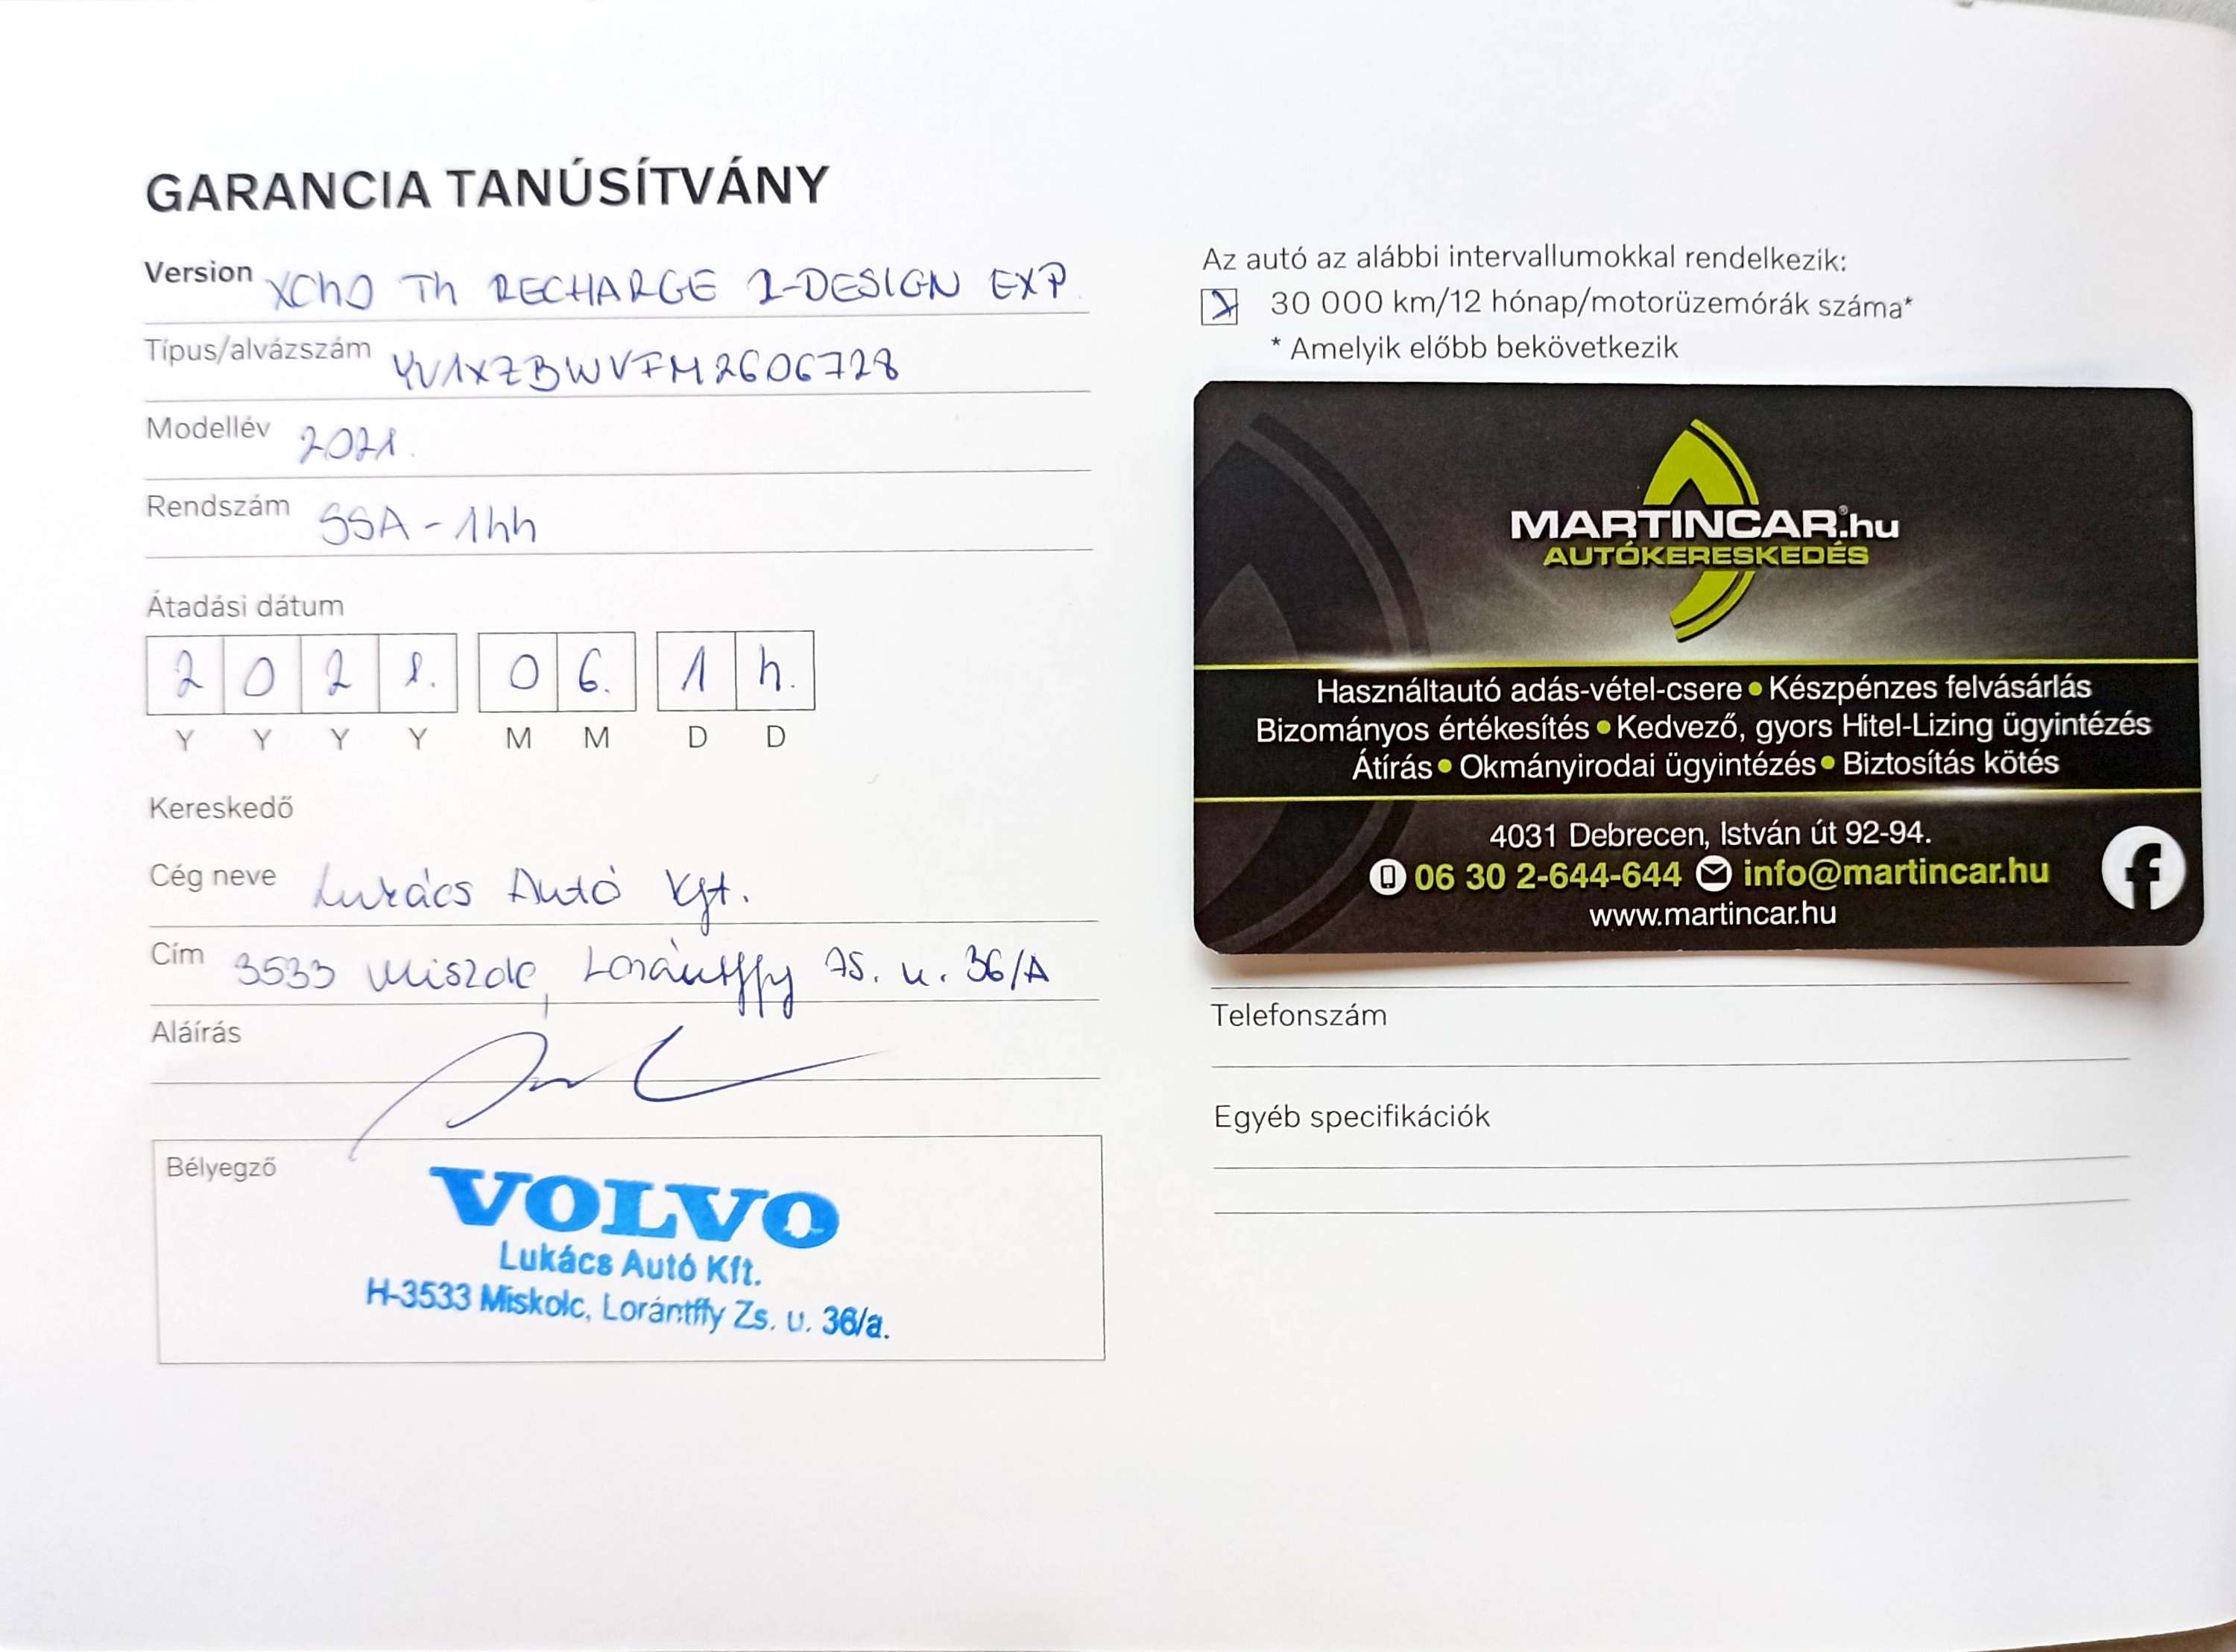 GARANCIA TANÚSÍTVÁNY
Version XC40 T4 RECHARGE R-DESIGN EXP.
Típus/alvázszám YV1XZBWVFM2606728
Modellév 2021.
Rendszám SSA-144
Átadási dátum
2 0 2 1. 0 6. 1 4.
Y Y Y Y M M D D
Kereskedő
Cég neve Lukács Autó Kft.
Cím 3533 Miszolc, Lorántffy ZS. u. 36/A
Aláírás
Bélyegző
VOLVO
Lukács Autó Kft.
H-3533 Miskolc, Lorántffy Zs. u. 36/a.
Az autó az alábbi intervallumokkal rendelkezik:
30 000 km/12 hónap/motorüzemórák száma*
* Amelyik előbb bekövetkezik
MARTINCAR.hu
AUTÓKERESKEDÉS
Használtautó adás-vétel-csere • Készpénzes felvásárlás
Bizományos értékesítés • Kedvező, gyors Hitel-Lizing ügyintézés
Átírás • Okmányirodai ügyintézés • Biztosítás kötés
4031 Debrecen, István út 92-94.
06 30 2-644-644 info@martincar.hu
www.martincar.hu
Telefonszám
Egyéb specifikációk